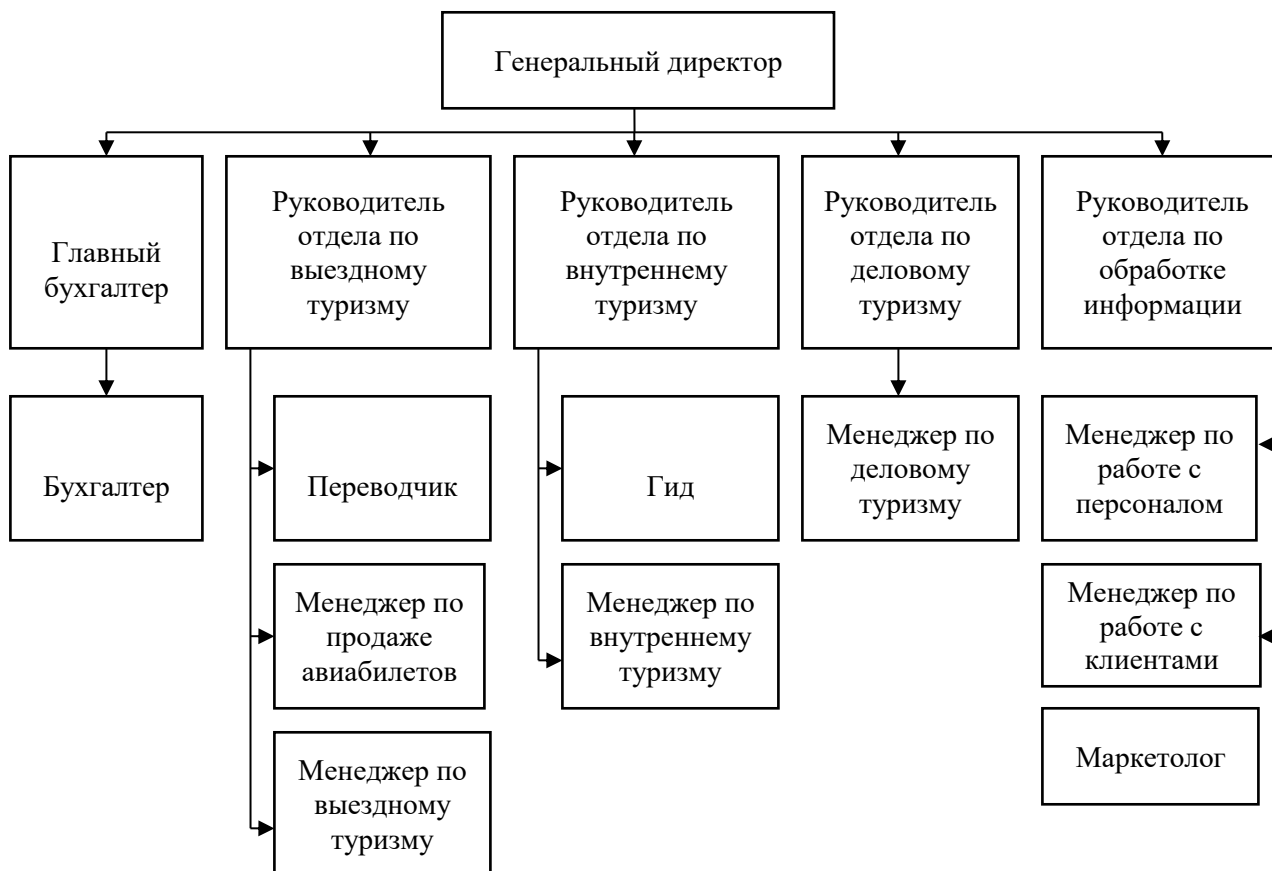 Генеральный директор
Главный
бухгалтер
Руководитель
отдела по
выездному
туризму
Руководитель
отдела по
внутреннему
туризму
Руководитель
отдела по
деловому
туризму
Руководитель
отдела по
обработке
информации
Бухгалтер
Переводчик
Гид
Менеджер по
деловому
туризму
Менеджер по
работе с
персоналом
Менеджер по
продаже
авиабилетов
Менеджер по
внутреннему
туризму
Менеджер по
работе с
клиентами
Менеджер по
выездному
туризму
Маркетолог